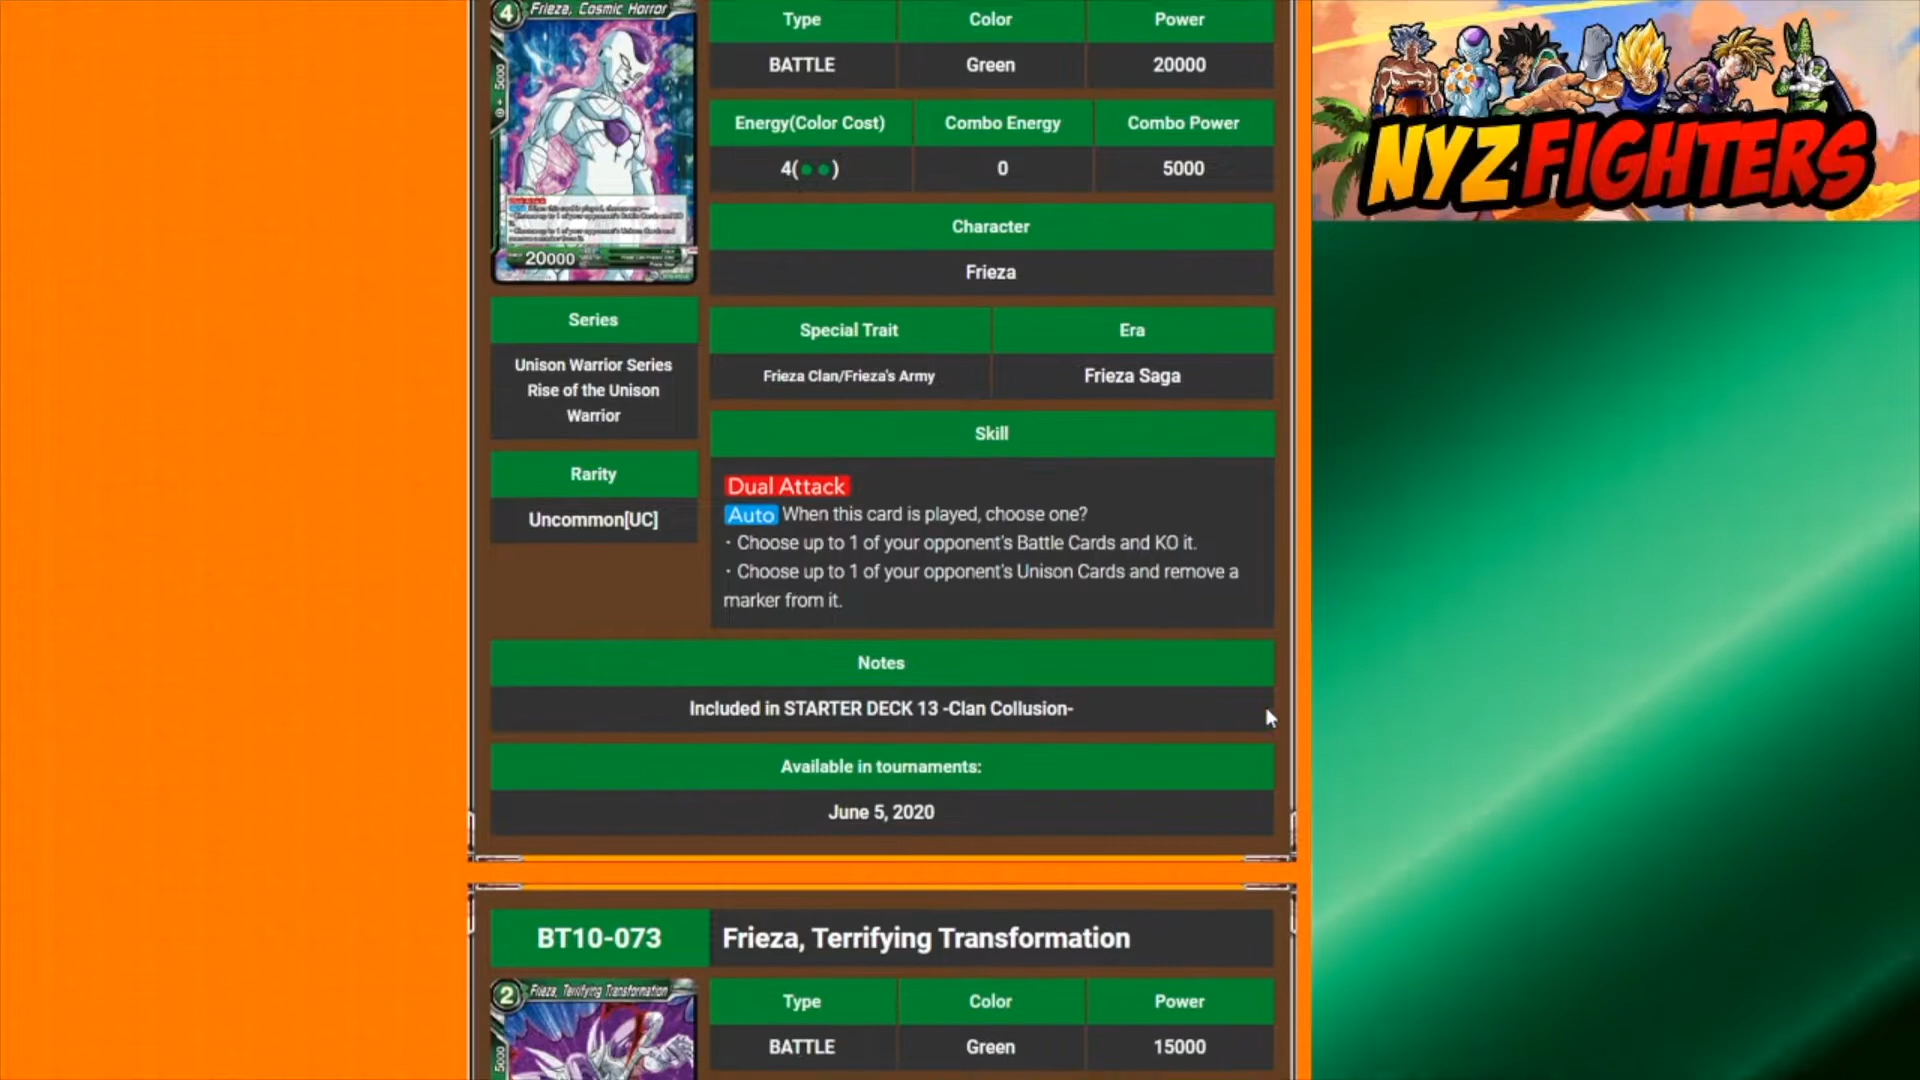 4 Frieza, Cosmic Horror
Type Color Power
BATTLE Green 20000
5000
Energy(Color Cost) Combo Energy Combo Power
4(●●) 0 5000
Character
Frieza
Dual Attack
20000
Series
Unison Warrior Series
Rise of the Unison
Warrior
Rarity
Uncommon[UC]
Special Trait Era
Frieza Clan/Frieza's Army Frieza Saga
Skill
Dual Attack
Auto When this card is played, choose one?
・Choose up to 1 of your opponent's Battle Cards and KO it.
・Choose up to 1 of your opponent's Unison Cards and remove a
marker from it.
Notes
Included in STARTER DECK 13 -Clan Collusion-
Available in tournaments:
June 5, 2020
BT10-073 Frieza, Terrifying Transformation
2 Frieza, Terrifying Transformation
5000
Type Color Power
BATTLE Green 15000
NYZ FIGHTERS